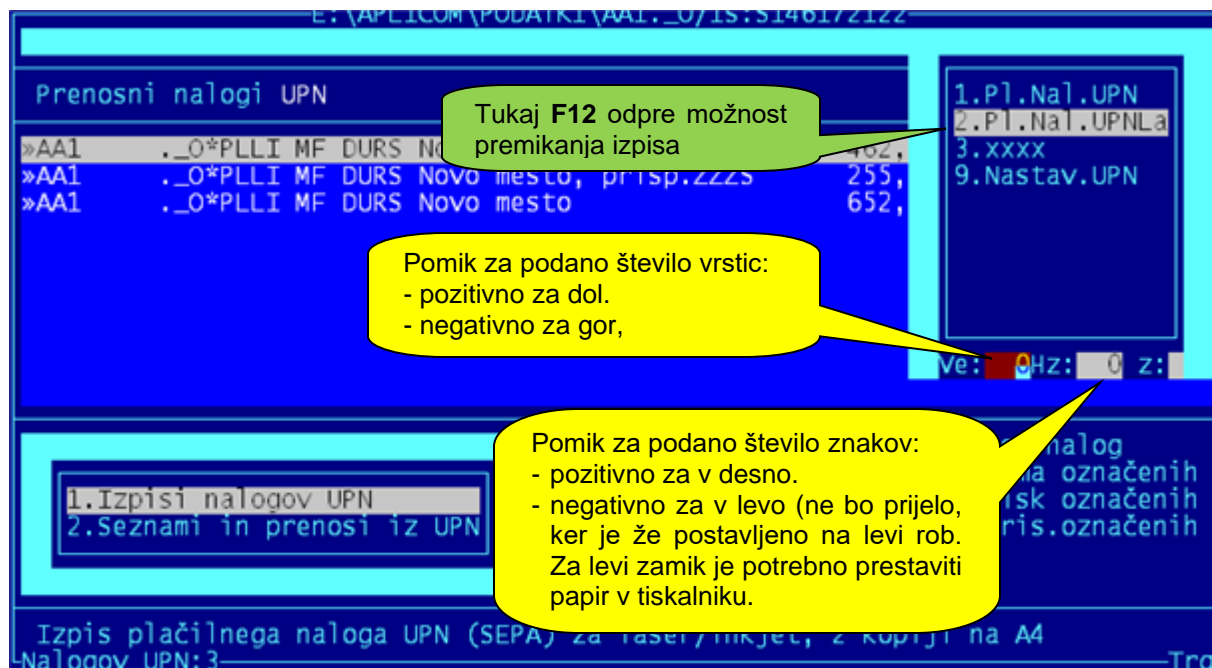 E:\APLICOM\PODATKI\AA1._O/IS:S146172122
Prenosni nalogi UPN
»AA1 ._O*PLLI MF DURS No 462,
»AA1 ._O*PLLI MF DURS Novo mesto, prisp.ZZZS 255,
»AA1 ._O*PLLI MF DURS Novo mesto 652,
Tukaj F12 odpre možnost
premikanja izpisa
1.Pl.Nal.UPN
2.Pl.Nal.UPNLa
3.xxxx
9.Nastav.UPN
Pomik za podano število vrstic:
- pozitivno za dol.
- negativno za gor,
Ve: 0Hz: 0 z:
Pomik za podano število znakov:
- pozitivno za v desno.
- negativno za v levo (ne bo prijelo,
ker je že postavljeno na levi rob.
Za levi zamik je potrebno prestaviti
papir v tiskalniku.
1.Izpisi nalogov UPN
2.Seznami in prenosi iz UPN
nalog
označenih
označenih
ris.označenih
Izpis plačilnega naloga UPN (SEPA) za laser/inkjet, 2 kopiji na A4
Nalogov UPN:3